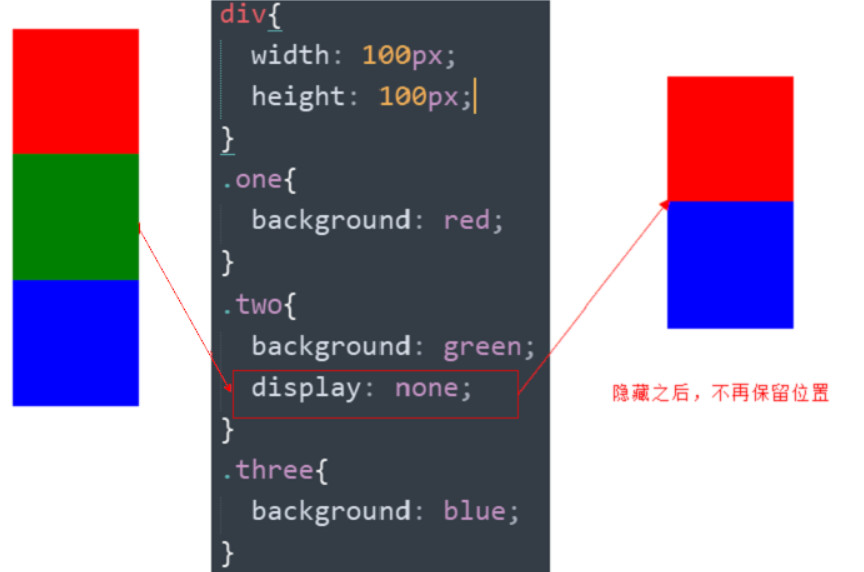 div{
width: 100px;
height: 100px;
}
.one{
background: red;
}
.two{
background: green;
display: none;
}
.three{
background: blue;
}
隐藏之后，不再保留位置